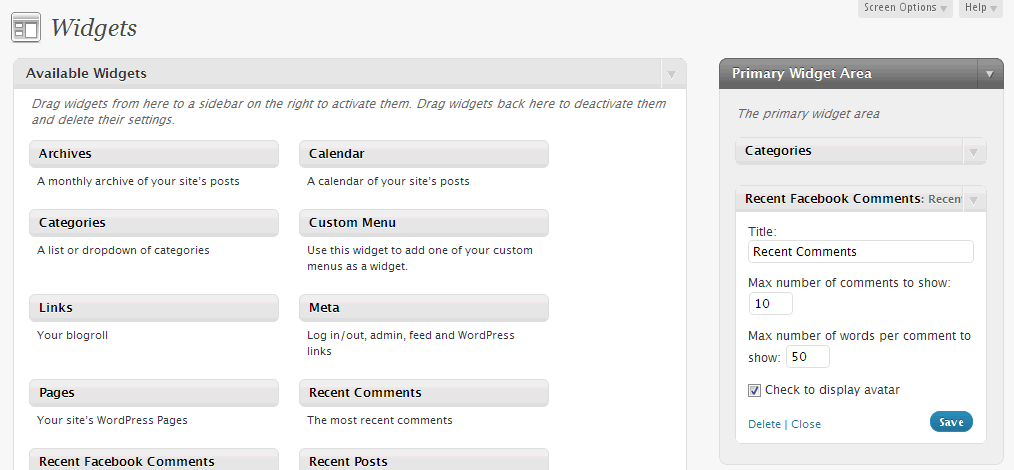 Screen Options
Help
Widgets
Available Widgets
Drag widgets from here to a sidebar on the right to activate them. Drag widgets back here to deactivate them
and delete their settings.
Archives
A monthly archive of your site's posts
Calendar
A calendar of your site's posts
Categories
A list or dropdown of categories
Custom Menu
Use this widget to add one of your custom
menus as a widget.
Links
Your blogroll
Meta
Log in/out, admin, feed and WordPress
links
Pages
Your site's WordPress Pages
Recent Comments
The most recent comments
Recent Facebook Comments
Recent Posts
Primary Widget Area
The primary widget area
Categories
Recent Facebook Comments: Recent
Title:
Recent Comments
Max number of comments to show:
10
Max number of words per comment to
show: 50
Check to display avatar
Delete | Close
Save